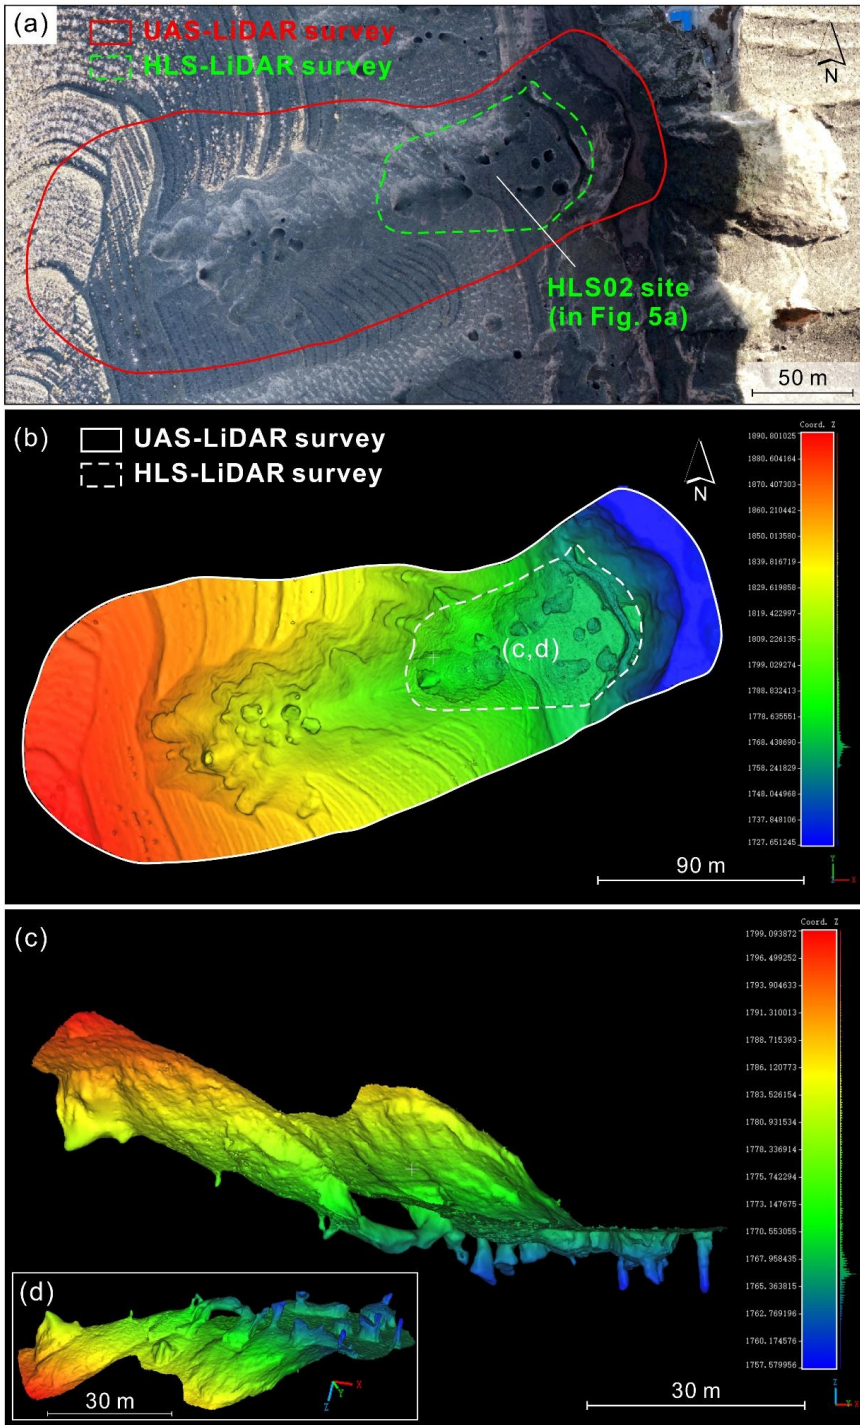 (a)
UAS-LiDAR survey
HLS-LiDAR survey
N
HLS02 site
(in Fig. 5a)
50 m
(b)
UAS-LiDAR survey
HLS-LiDAR survey
N
Coord. Z
1890.801025
1880.604164
1870.407303
1860.210442
1850.013580
1839.816719
1829.619858
1819.422997
1809.226135
1799.029274
1788.832413
1778.635551
1768.438690
1758.241829
1748.044968
1737.848106
1727.651245
(c,d)
90 m
Y
Z
X
(c)
Coord. Z
1799.093872
1796.499252
1793.904633
1791.310013
1788.715393
1786.120773
1783.526154
1780.931534
1778.336914
1775.742294
1773.147675
1770.553055
1767.958435
1765.363815
1762.769196
1760.174576
1757.579956
(d)
30 m
X
Y
Z
30 m
Z
Y
X